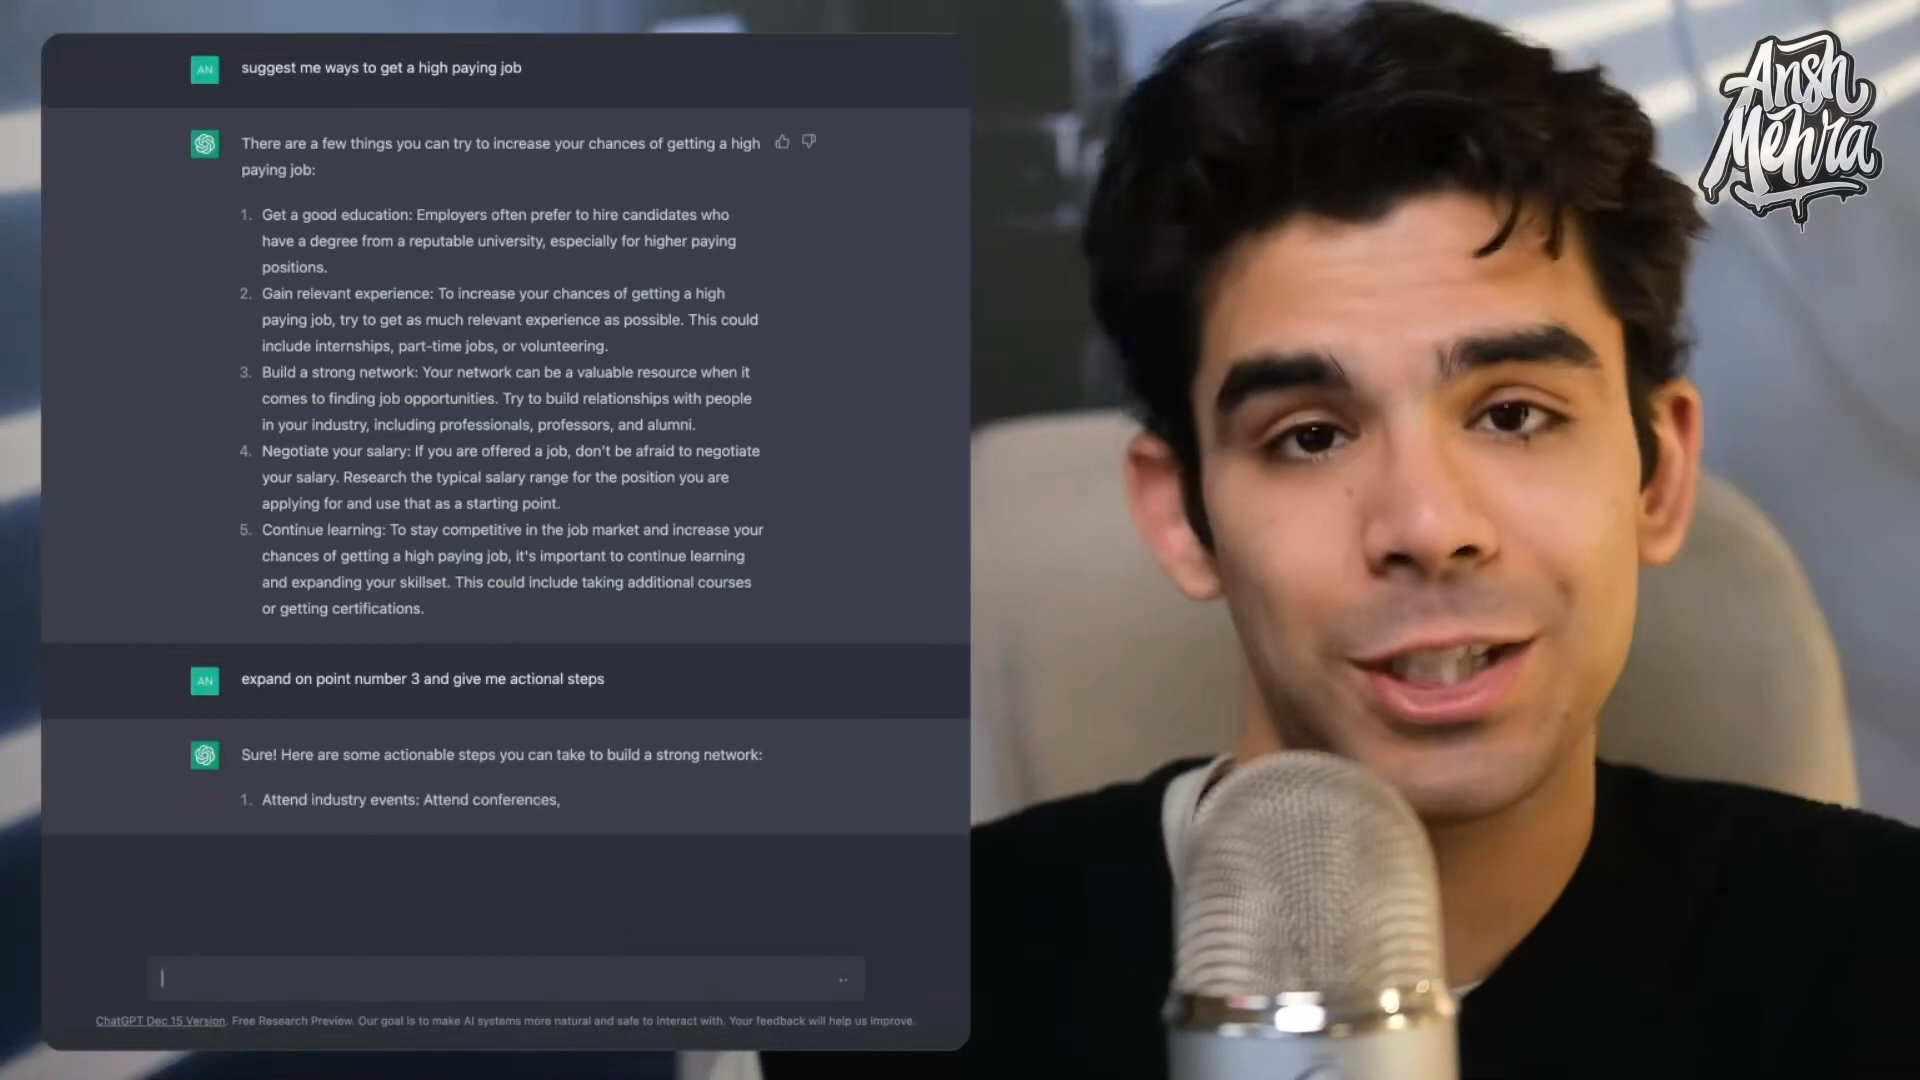 AN
suggest me ways to get a high paying job
There are a few things you can try to increase your chances of getting a high
paying job:
1. Get a good education: Employers often prefer to hire candidates who
have a degree from a reputable university, especially for higher paying
positions.
2. Gain relevant experience: To increase your chances of getting a high
paying job, try to get as much relevant experience as possible. This could
include internships, part-time jobs, or volunteering.
3. Build a strong network: Your network can be a valuable resource when it
comes to finding job opportunities. Try to build relationships with people
in your industry, including professionals, professors, and alumni.
4. Negotiate your salary: If you are offered a job, don't be afraid to negotiate
your salary. Research the typical salary range for the position you are
applying for and use that as a starting point.
5. Continue learning: To stay competitive in the job market and increase your
chances of getting a high paying job, it's important to continue learning
and expanding your skillset. This could include taking additional courses
or getting certifications.
AN
expand on point number 3 and give me actional steps
Sure! Here are some actionable steps you can take to build a strong network:
1. Attend industry events: Attend conferences,
ChatGPT Dec 15 Version. Free Research Preview. Our goal is to make AI systems more natural and safe to interact with. Your feedback will help us improve.
Ansh
Mehra